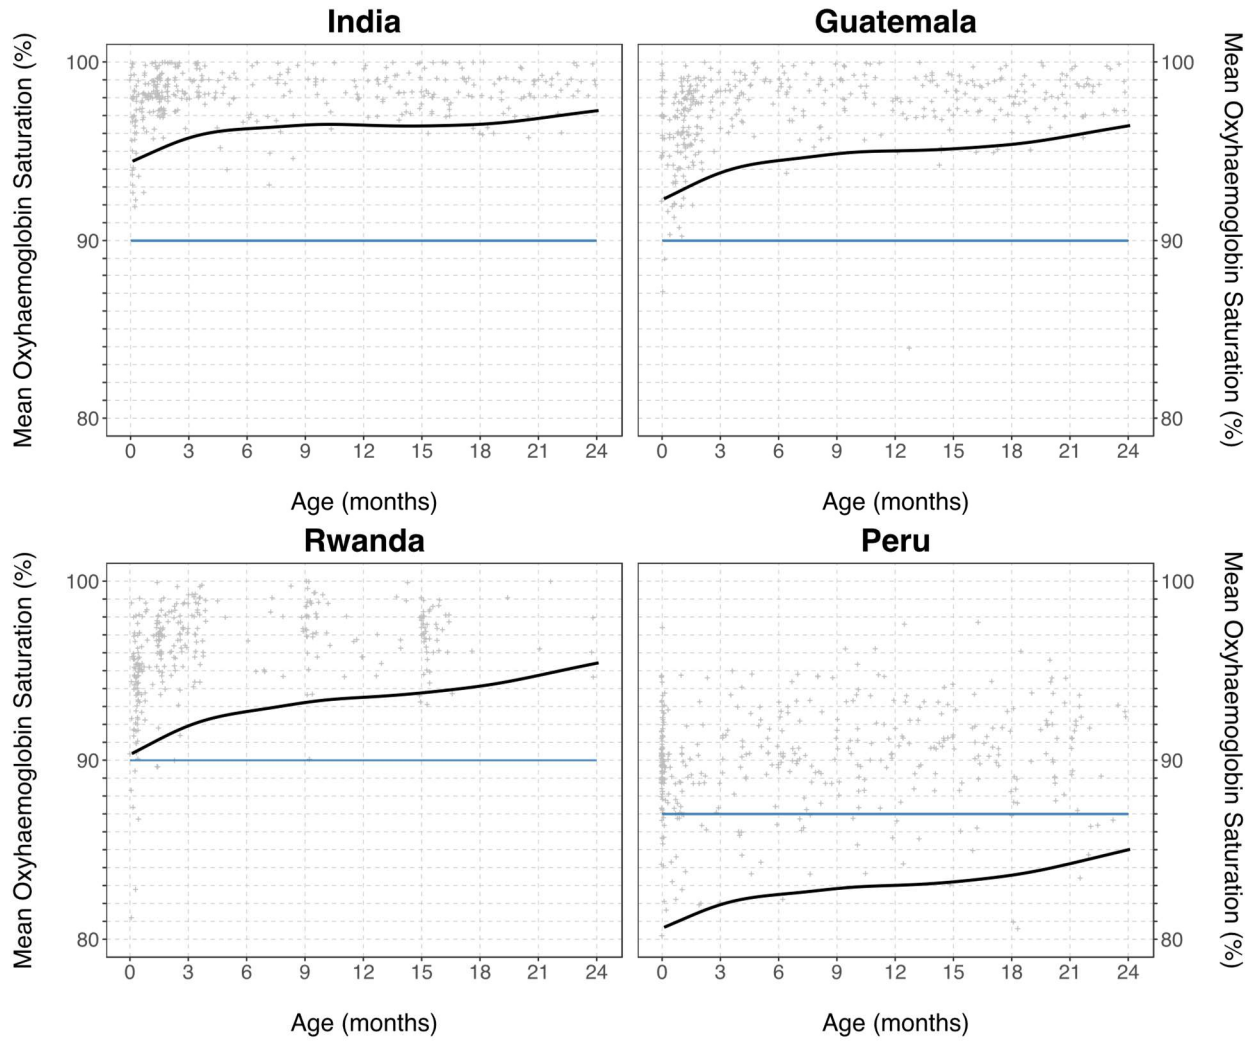 India
Guatemala
Mean Oxyhaemoglobin Saturation (%)
100
90
80
0 3 6 9 12 15 18 21 24
Age (months)
0 3 6 9 12 15 18 21 24
Age (months)
100
90
80
Mean Oxyhaemoglobin Saturation (%)
Rwanda
Peru
Mean Oxyhaemoglobin Saturation (%)
100
90
80
0 3 6 9 12 15 18 21 24
Age (months)
0 3 6 9 12 15 18 21 24
Age (months)
100
90
80
Mean Oxyhaemoglobin Saturation (%)